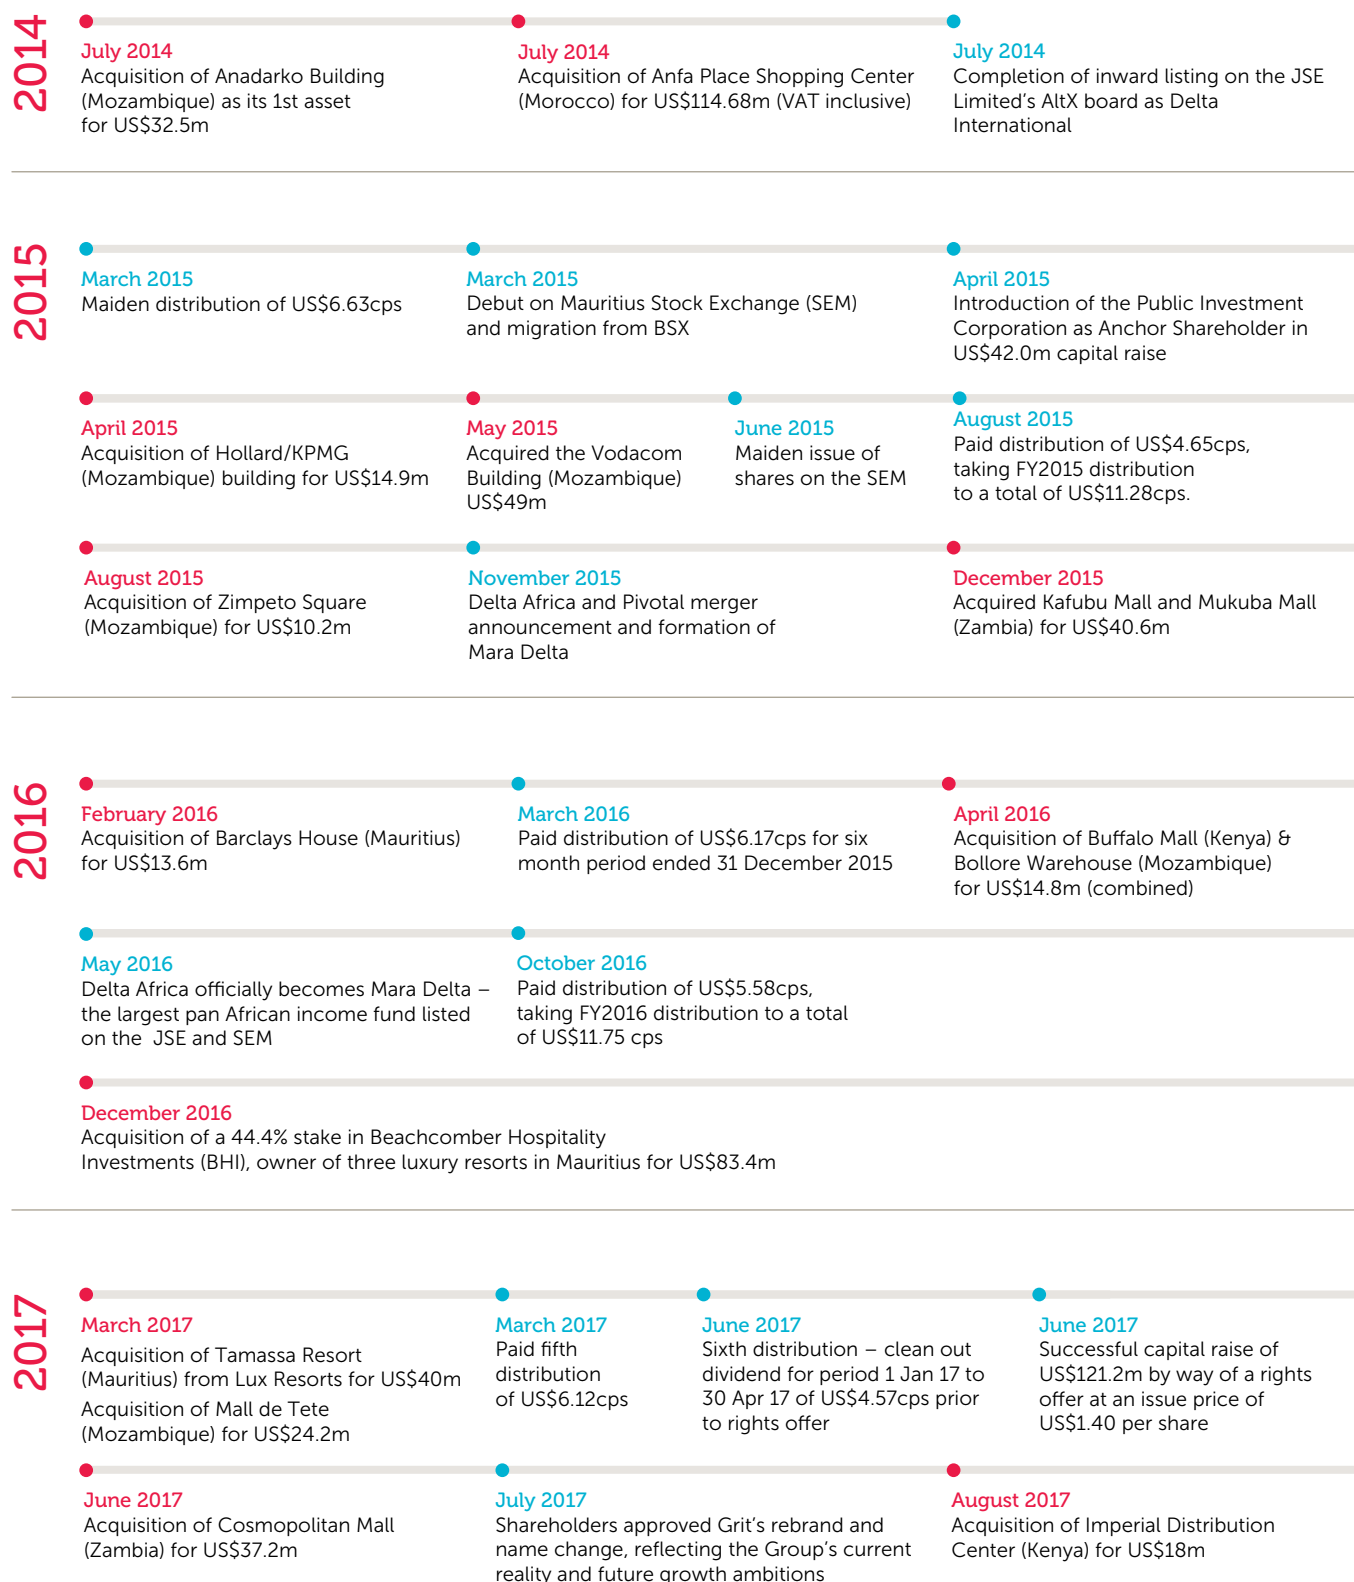 2014
July 2014
Acquisition of Anadarko Building
(Mozambique) as its 1st asset
for US$32.5m
July 2014
Acquisition of Anfa Place Shopping Center
(Morocco) for US$114.68m (VAT inclusive)
July 2014
Completion of inward listing on the JSE
Limited's AltX board as Delta
International
2015
March 2015
Maiden distribution of US$6.63cps
March 2015
Debut on Mauritius Stock Exchange (SEM)
and migration from BSX
April 2015
Introduction of the Public Investment
Corporation as Anchor Shareholder in
US$42.0m capital raise
April 2015
Acquisition of Hollard/KPMG
(Mozambique) building for US$14.9m
May 2015
Acquired the Vodacom
Building (Mozambique)
US$49m
June 2015
Maiden issue of
shares on the SEM
August 2015
Paid distribution of US$4.65cps,
taking FY2015 distribution
to a total of US$11.28cps.
August 2015
Acquisition of Zimpeto Square
(Mozambique) for US$10.2m
November 2015
Delta Africa and Pivotal merger
announcement and formation of
Mara Delta
December 2015
Acquired Kafubu Mall and Mukuba Mall
(Zambia) for US$40.6m
2016
February 2016
Acquisition of Barclays House (Mauritius)
for US$13.6m
March 2016
Paid distribution of US$6.17cps for six
month period ended 31 December 2015
April 2016
Acquisition of Buffalo Mall (Kenya) &
Bollore Warehouse (Mozambique)
for US$14.8m (combined)
May 2016
Delta Africa officially becomes Mara Delta –
the largest pan African income fund listed
on the JSE and SEM
October 2016
Paid distribution of US$5.58cps,
taking FY2016 distribution to a total
of US$11.75 cps
December 2016
Acquisition of a 44.4% stake in Beachcomber Hospitality
Investments (BHI), owner of three luxury resorts in Mauritius for US$83.4m
2017
March 2017
Acquisition of Tamassa Resort
(Mauritius) from Lux Resorts for US$40m
Acquisition of Mall de Tete
(Mozambique) for US$24.2m
March 2017
Paid fifth
distribution
of US$6.12cps
June 2017
Sixth distribution – clean out
dividend for period 1 Jan 17 to
30 Apr 17 of US$4.57cps prior
to rights offer
June 2017
Successful capital raise of
US$121.2m by way of a rights
offer at an issue price of
US$1.40 per share
June 2017
Acquisition of Cosmopolitan Mall
(Zambia) for US$37.2m
July 2017
Shareholders approved Grit's rebrand and
name change, reflecting the Group's current
reality and future growth ambitions
August 2017
Acquisition of Imperial Distribution
Center (Kenya) for US$18m